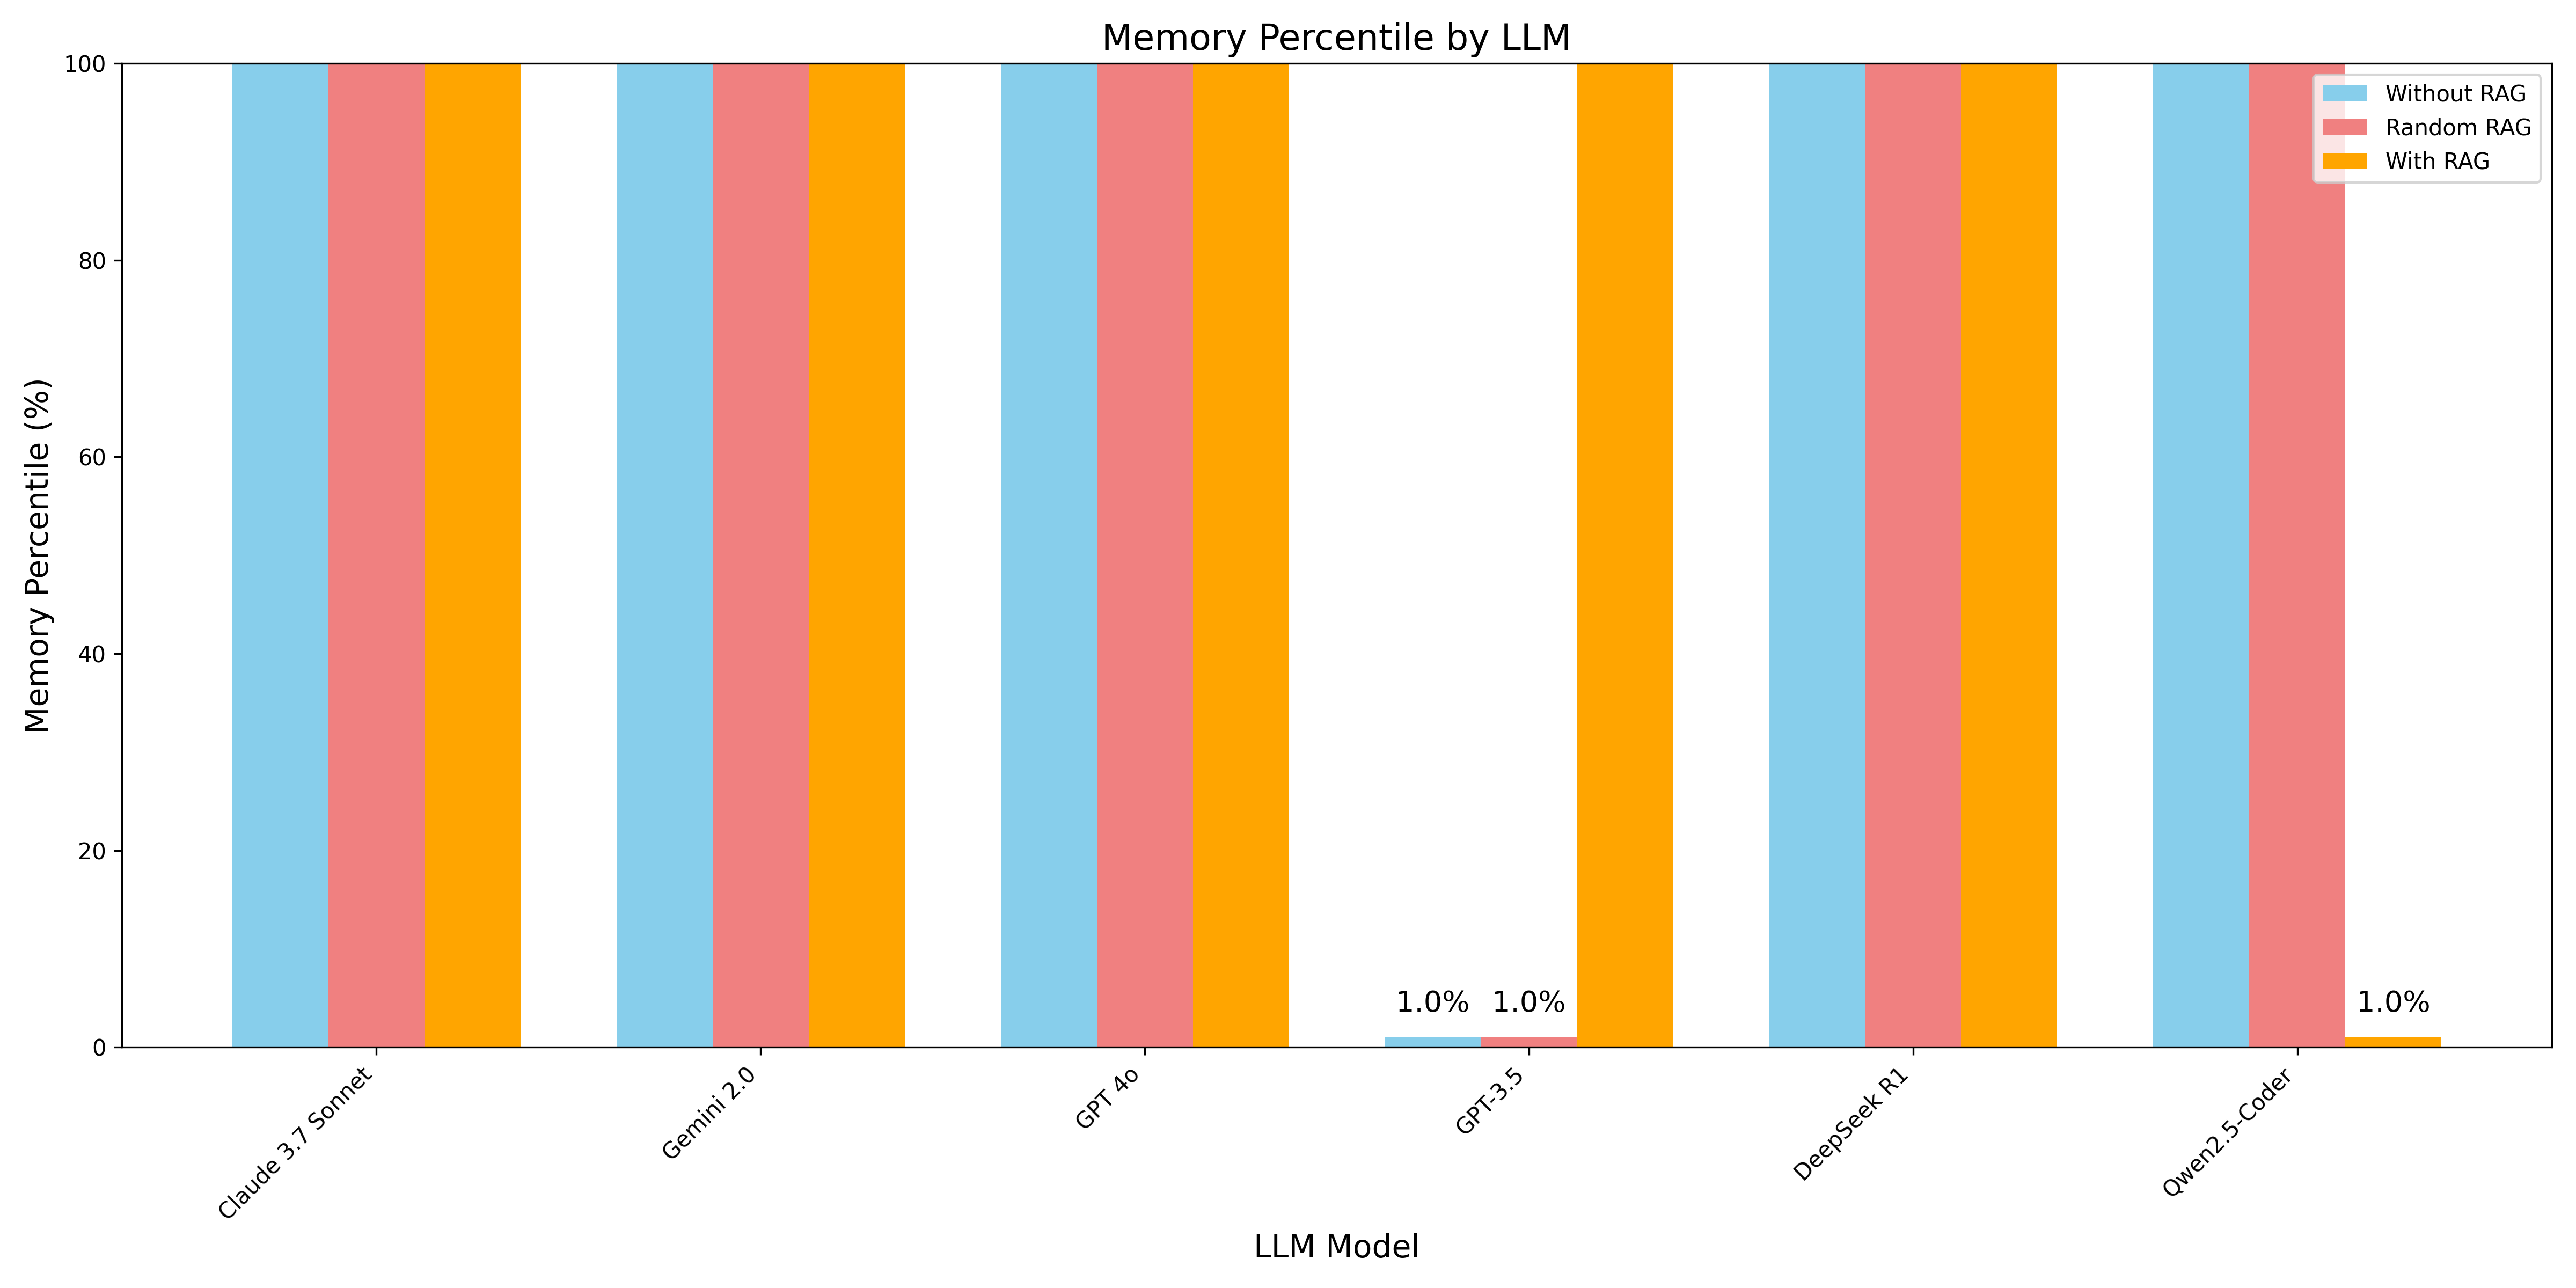 Memory Percentile by LLM
Memory Percentile (%)
100
80
60
40
20
0
Without RAG
Random RAG
With RAG
1.0%
1.0%
1.0%
Claude 3.7 Sonnet
Gemini 2.0
GPT 4o
GPT-3.5
DeepSeek R1
Qwen2.5-Coder
LLM Model